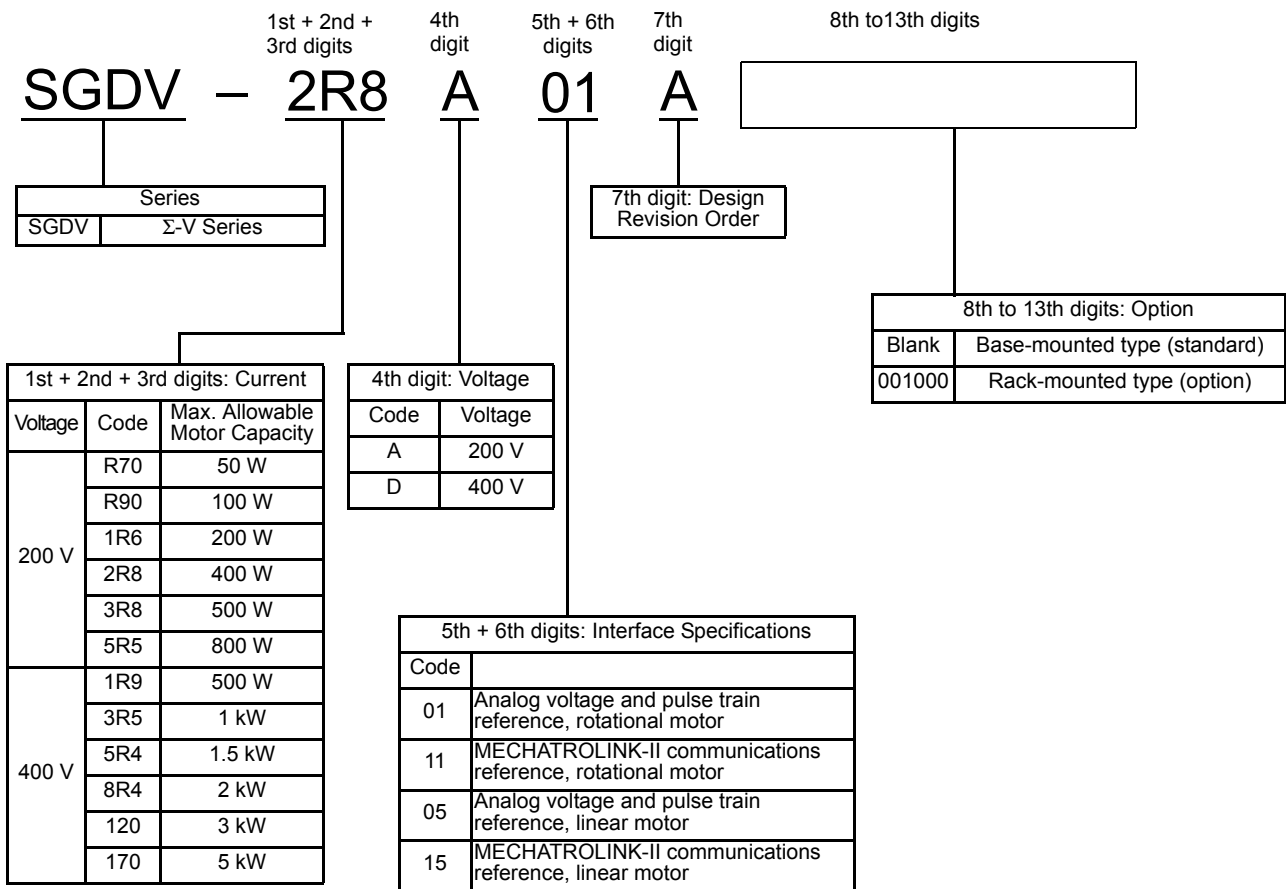 1st + 2nd +
3rd digits
4th
digit
5th + 6th
digits
7th
digit
8th to13th digits
SGDV – 2R8 A 01 A
Series
SGDV Σ-V Series
7th digit: Design
Revision Order
8th to 13th digits: Option
Blank Base-mounted type (standard)
001000 Rack-mounted type (option)
1st + 2nd + 3rd digits: Current
Voltage Code Max. Allowable
Motor Capacity
200 V
R70 50 W
R90 100 W
1R6 200 W
2R8 400 W
3R8 500 W
5R5 800 W
400 V
1R9 500 W
3R5 1 kW
5R4 1.5 kW
8R4 2 kW
120 3 kW
170 5 kW
4th digit: Voltage
Code Voltage
A 200 V
D 400 V
5th + 6th digits: Interface Specifications
Code
01 Analog voltage and pulse train
reference, rotational motor
11 MECHATROLINK-II communications
reference, rotational motor
05 Analog voltage and pulse train
reference, linear motor
15 MECHATROLINK-II communications
reference, linear motor